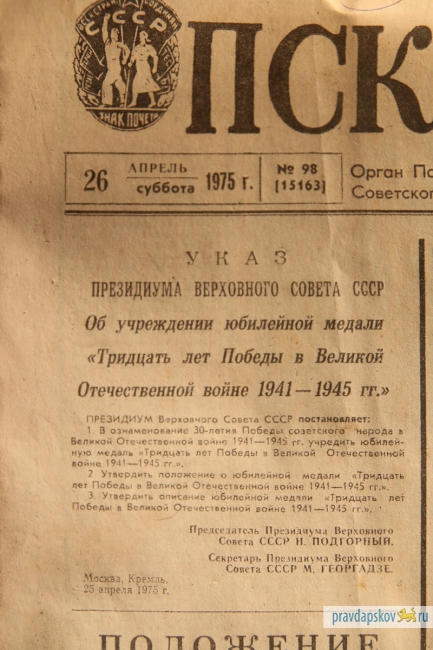 СССР
ЗНАК ПОЧЕТА
ПСК
26
АПРЕЛЬ
суббота
1975 г.
№ 98
[15163]
Орган Пс
Советског
УКАЗ
ПРЕЗИДИУМА ВЕРХОВНОГО СОВЕТА СССР
Об учреждении юбилейной медали
«Тридцать лет Победы в Великой
Отечественной войне 1941—1945 гг.»
ПРЕЗИДИУМ Верховного Совета СССР постановляет:
1. В ознаменование 30-летия Победы советского народа в
Великой Отечественной войне 1941—1945 гг. учредить юбилей-
ную медаль «Тридцать лет Победы в Великой Отечественной
войне 1941—1945 гг.».
2 Утвердить положение о юбилейной медали «Тридцать
лет Победы в Великой Отечественной войне 1941—1945 гг.».
3. Утвердить описание юбилейной медали «Тридцать лет
Победы в Великой Отечественной войне 1941—1945 гг.».
Председатель Президиума Верховного
Совета СССР Н. ПОДГОРНЫЙ.
Секретарь Президиума Верховного
Совета СССР М. ГЕОРГАДЗЕ.
Москва, Кремль.
25 апреля 1975 г.
ПОЛОЖЕНИЕ
pravdapskov.ru